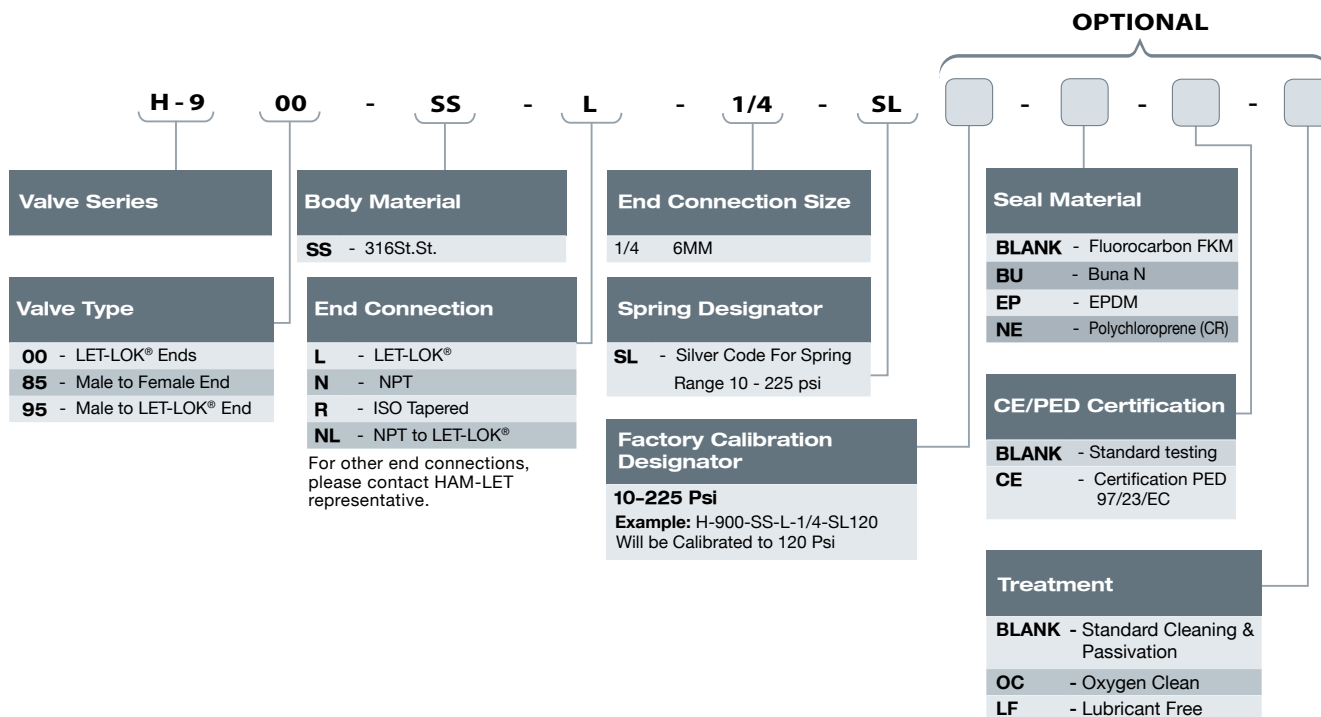 OPTIONAL
H-9 00 - SS - L - 1/4 - SL - - -
Valve Series
Valve Type
00 - LET-LOK® Ends
85 - Male to Female End
95 - Male to LET-LOK® End
Body Material
SS - 316St.St.
End Connection
L - LET-LOK®
N - NPT
R - ISO Tapered
NL - NPT to LET-LOK®
For other end connections,
please contact HAM-LET
representative.
End Connection Size
1/4 6MM
Spring Designator
SL - Silver Code For Spring
Range 10 - 225 psi
Factory Calibration
Designator
10-225 Psi
Example: H-900-SS-L-1/4-SL120
Will be Calibrated to 120 Psi
Seal Material
BLANK - Fluorocarbon FKM
BU - Buna N
EP - EPDM
NE - Polychloroprene (CR)
CE/PED Certification
BLANK - Standard testing
CE - Certification PED
97/23/EC
Treatment
BLANK - Standard Cleaning &
Passivation
OC - Oxygen Clean
LF - Lubricant Free